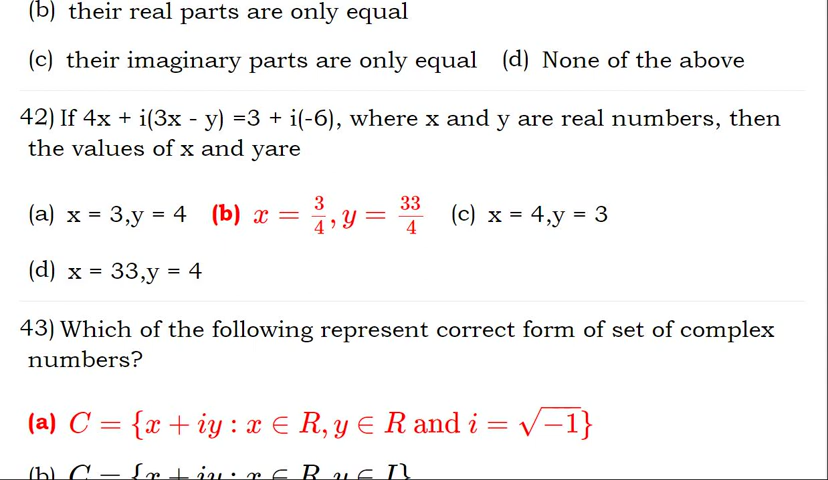 (b) their real parts are only equal
(c) their imaginary parts are only equal (d) None of the above
42) If 4x + i(3x - y) =3 + i(-6), where x and y are real numbers, then
the values of x and yare
(a) x = 3,y = 4 (b) x = 3/4, y = 33/4 (c) x = 4,y = 3
(d) x = 33,y = 4
43) Which of the following represent correct form of set of complex
numbers?
(a) C = {x + iy : x ∈ R, y ∈ R and i = √−1}
(b) C = {x + iy : x ∈ R, y ∈ I}